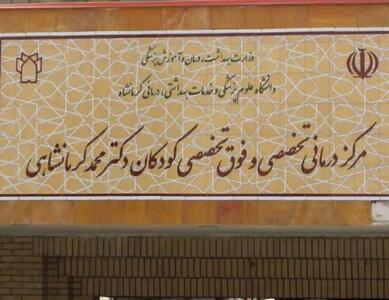 وزارت بهداشت، درمان و آموزش پزشکی
دانشگاه علوم پزشکی و خدمات بهداشتی، درمانی کرمانشاه
مرکز درمانی تخصصی و فوق تخصصی کودکان دکتر محمد کرمانشاهی